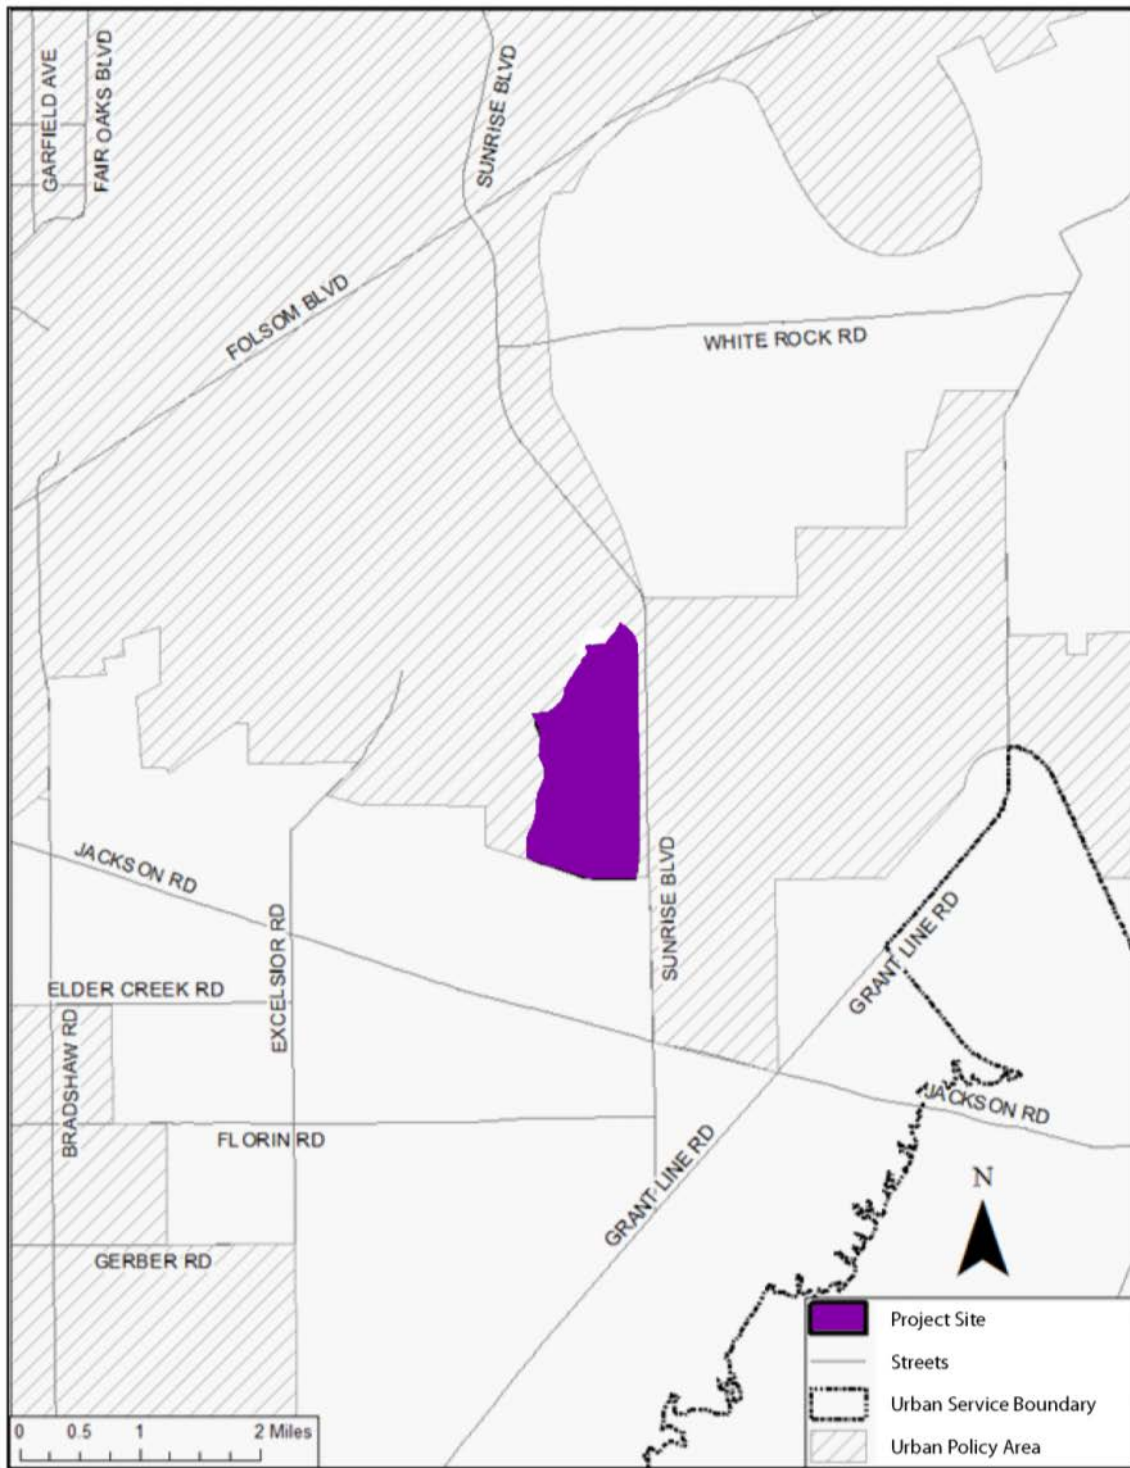 GARFIELD AVE
FAIR OAKS BLVD
SUNRISE BLVD
FOLSOM BLVD
WHITE ROCK RD
JACKSON RD
SUNRISE BLVD
EXCELSIOR RD
GRANT LINE RD
ELDER CREEK RD
BRADSHAW RD
JACKSON RD
FLORIN RD
GRANT LINE RD
N
GERBER RD
Project Site
Streets
Urban Service Boundary
Urban Policy Area
0 0.5 1 2 Miles